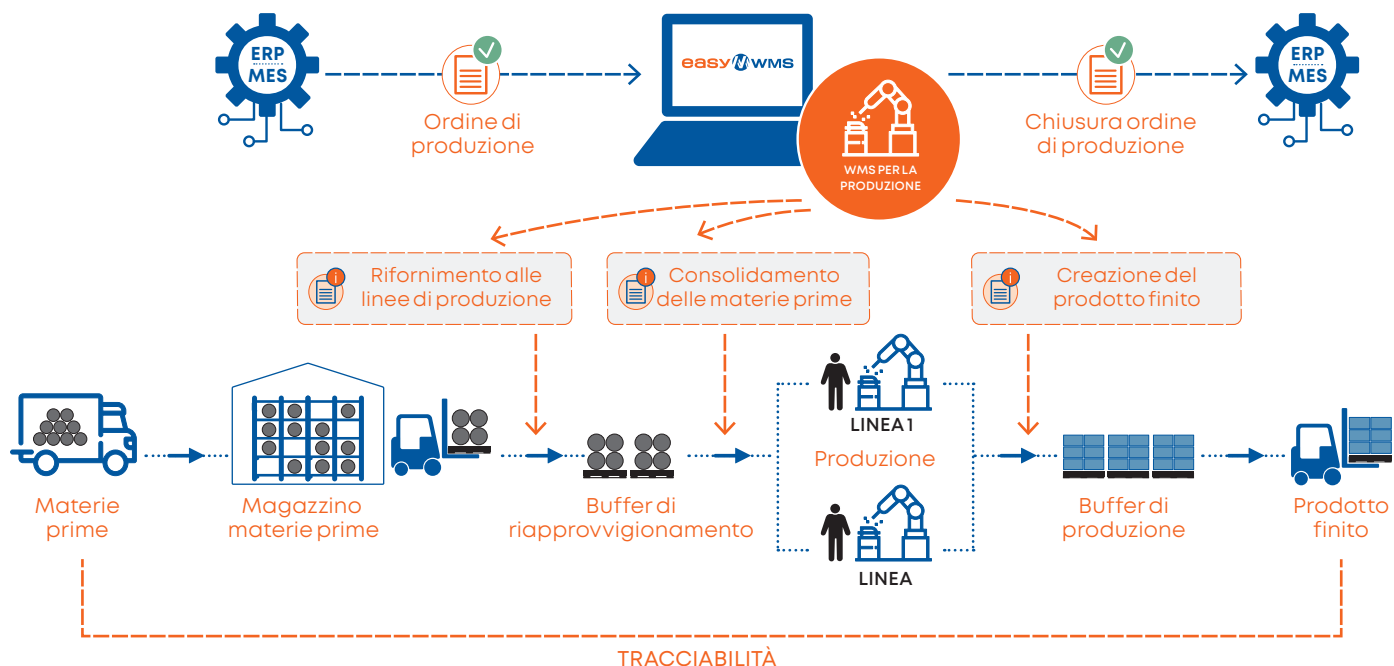 ERP
MES
Ordine di
produzione
easy WMS
WMS PER LA
PRODUZIONE
Chiusura ordine
di produzione
ERP
MES
Rifornimento alle
linee di produzione
Consolidamento
delle materie prime
Creazione del
prodotto finito
Materie
prime
Magazzino
materie prime
Buffer di
riapprovvigionamento
LINEA 1
Produzione
LINEA
Buffer di
produzione
Prodotto
finito
TRACCIABILITÀ